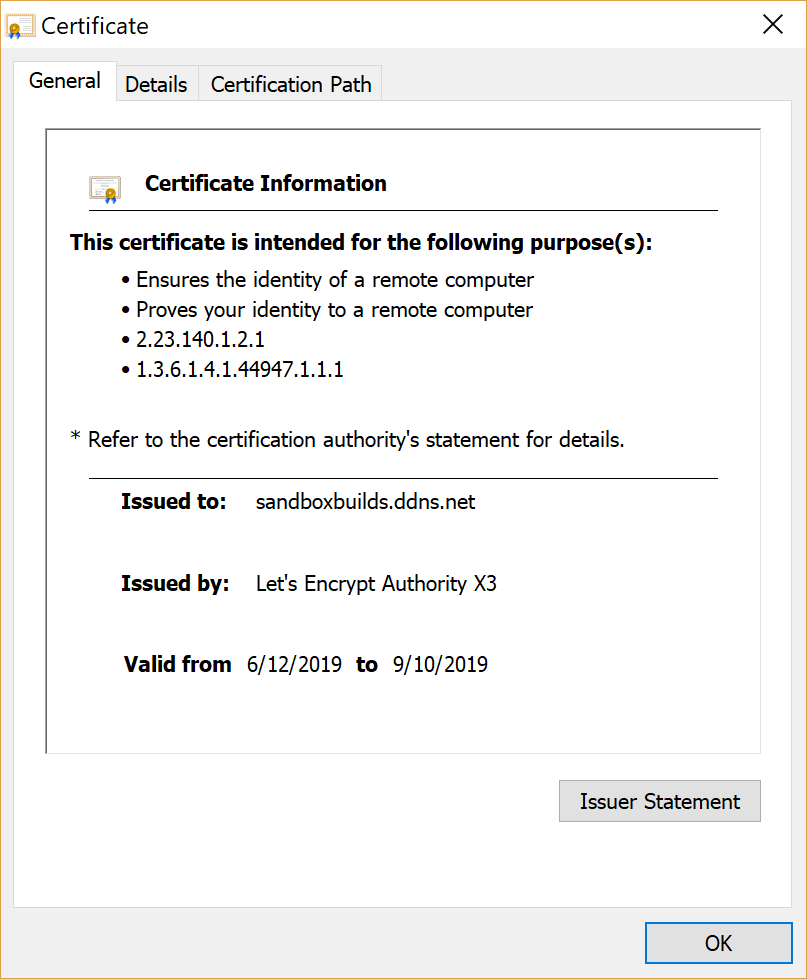 Certificate
General Details Certification Path
Certificate Information
This certificate is intended for the following purpose(s):
• Ensures the identity of a remote computer
• Proves your identity to a remote computer
• 2.23.140.1.2.1
• 1.3.6.1.4.1.44947.1.1.1
* Refer to the certification authority's statement for details.
Issued to: sandboxbuilds.ddns.net
Issued by: Let's Encrypt Authority X3
Valid from 6/12/2019 to 9/10/2019
Issuer Statement
OK